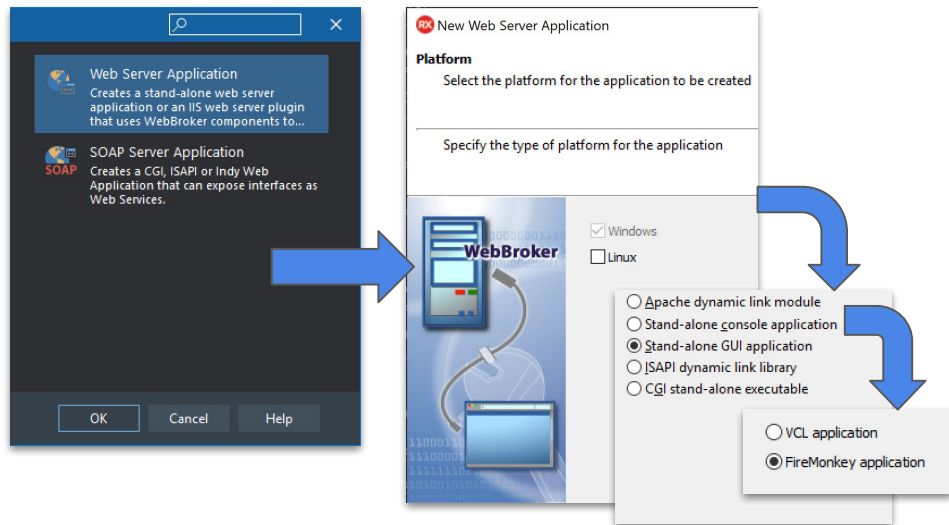 Web Server Application
Creates a stand-alone web server
application or an IIS web server plugin
that uses WebBroker components to...
SOAP
SOAP Server Application
Creates a CGI, ISAPI or Indy Web
Application that can expose interfaces as
Web Services.
OK
Cancel
Help
RX
New Web Server Application
Platform
Select the platform for the application to be created
Specify the type of platform for the application
WebBroker
Windows
Linux
Apache dynamic link module
Stand-alone console application
Stand-alone GUI application
ISAPI dynamic link library
CGI stand-alone executable
VCL application
FireMonkey application